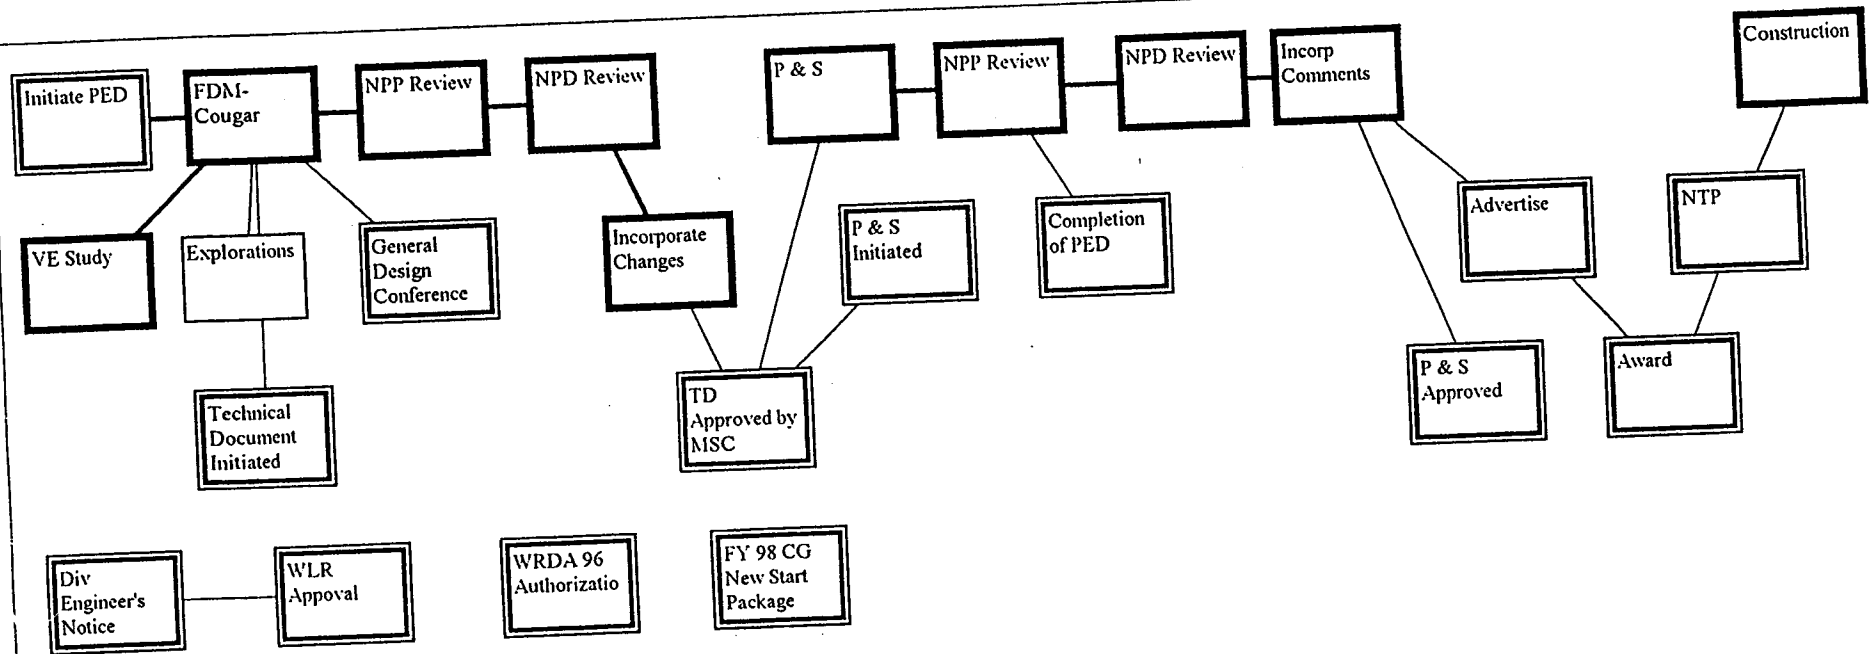 Initiate PED
FDM-
Cougar
NPP Review
NPD Review
P & S
NPP Review
NPD Review
Incorp
Comments
Construction
VE Study
Explorations
General
Design
Conference
Incorporate
Changes
P & S
Initiated
Completion
of PED
Advertise
NTP
Technical
Document
Initiated
TD
Approved by
MSC
P & S
Approved
Award
Div
Engineer's
Notice
WLR
Appoval
WRDA 96
Authorizatio
FY 98 CG
New Start
Package